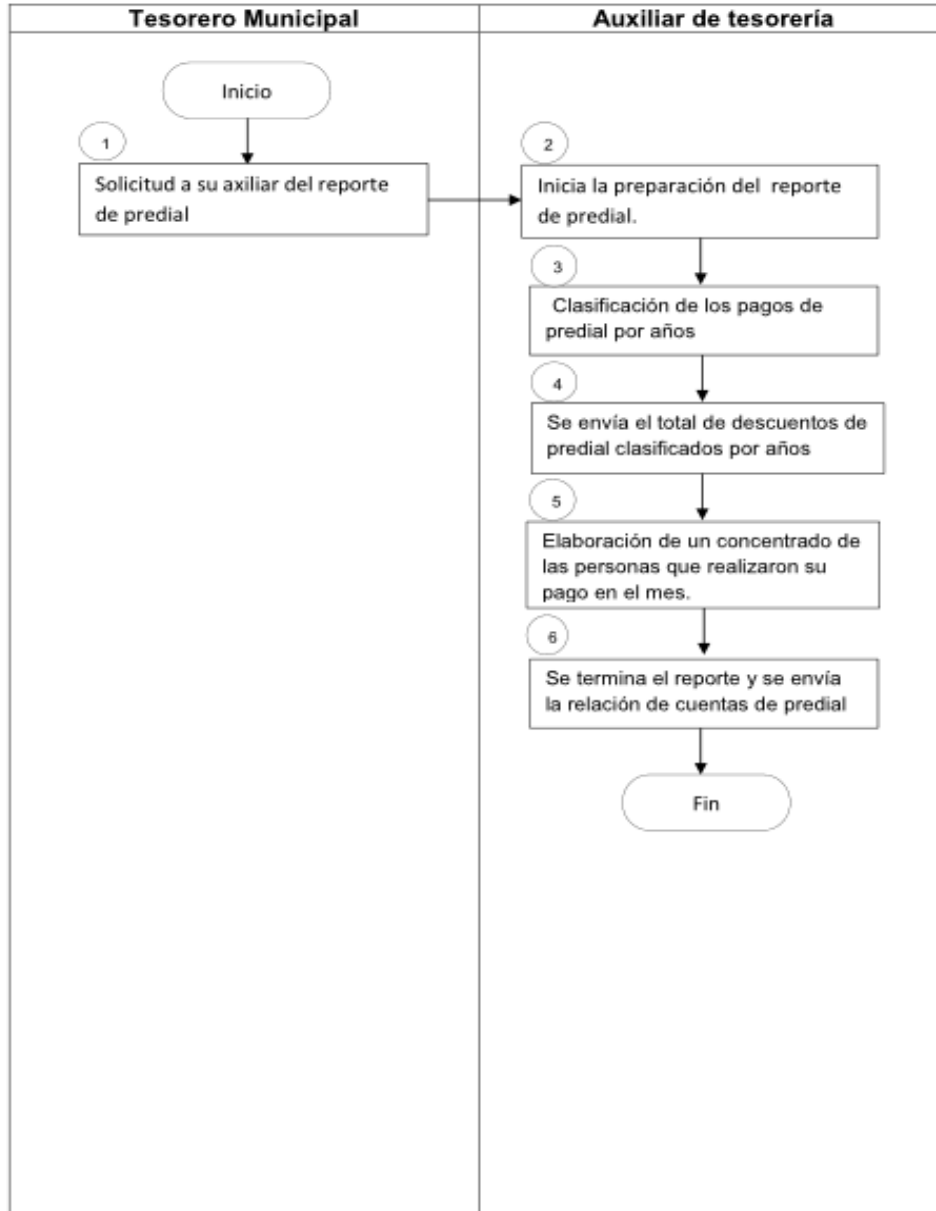 Tesorero Municipal
Auxiliar de tesorería
Inicio
1
Solicitud a su axiliar del reporte
de predial
2
Inicia la preparación del reporte
de predial.
3
Clasificación de los pagos de
predial por años
4
Se envía el total de descuentos de
predial clasificados por años
5
Elaboración de un concentrado de
las personas que realizaron su
pago en el mes.
6
Se termina el reporte y se envía
la relación de cuentas de predial
Fin